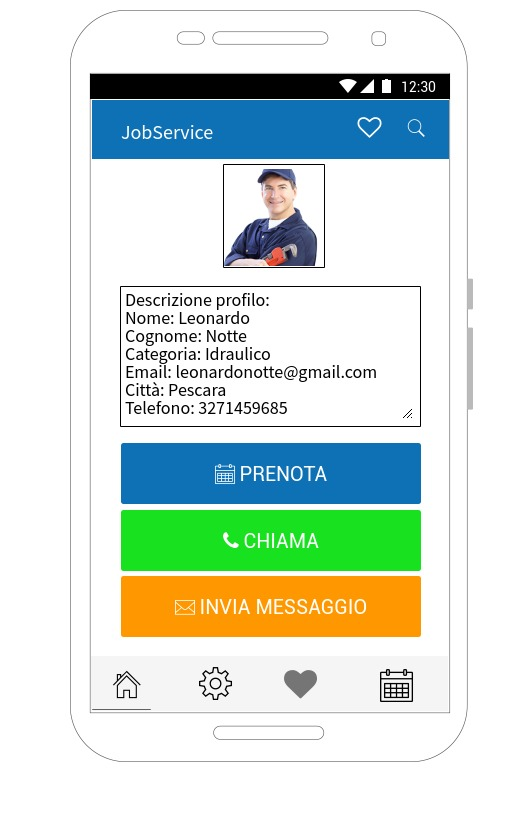 12:30
JobService
Descrizione profilo:
Nome: Leonardo
Cognome: Notte
Categoria: Idraulico
Email: leonardonotte@gmail.com
Città: Pescara
Telefono: 3271459685
PRENOTA
CHIAMA
INVIA MESSAGGIO